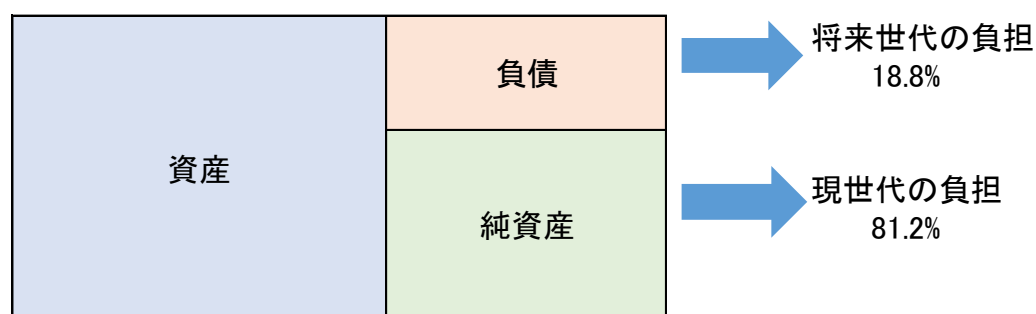 資産
負債
純資産
将来世代の負担
18.8%
現世代の負担
81.2%